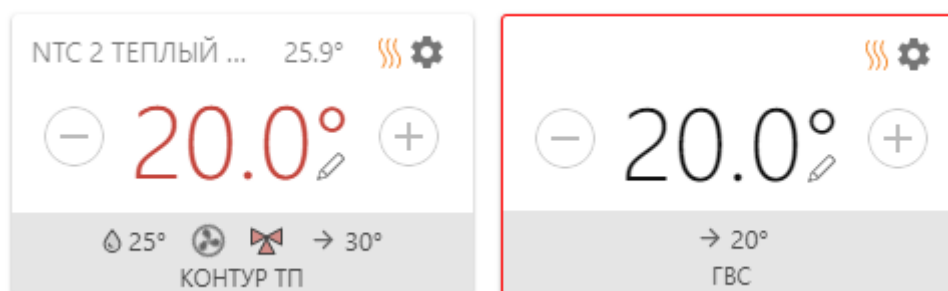 NTC 2 ТЕПЛЫЙ ... 25.9°
20.0°
25° → 30°
КОНТУР ТП
20.0°
→ 20°
ГВС